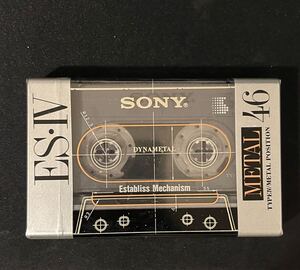 ES·IV
SONY
DYNAMETAL
Establiss Mechanism
METAL 46
TYPE IV METAL POSITION